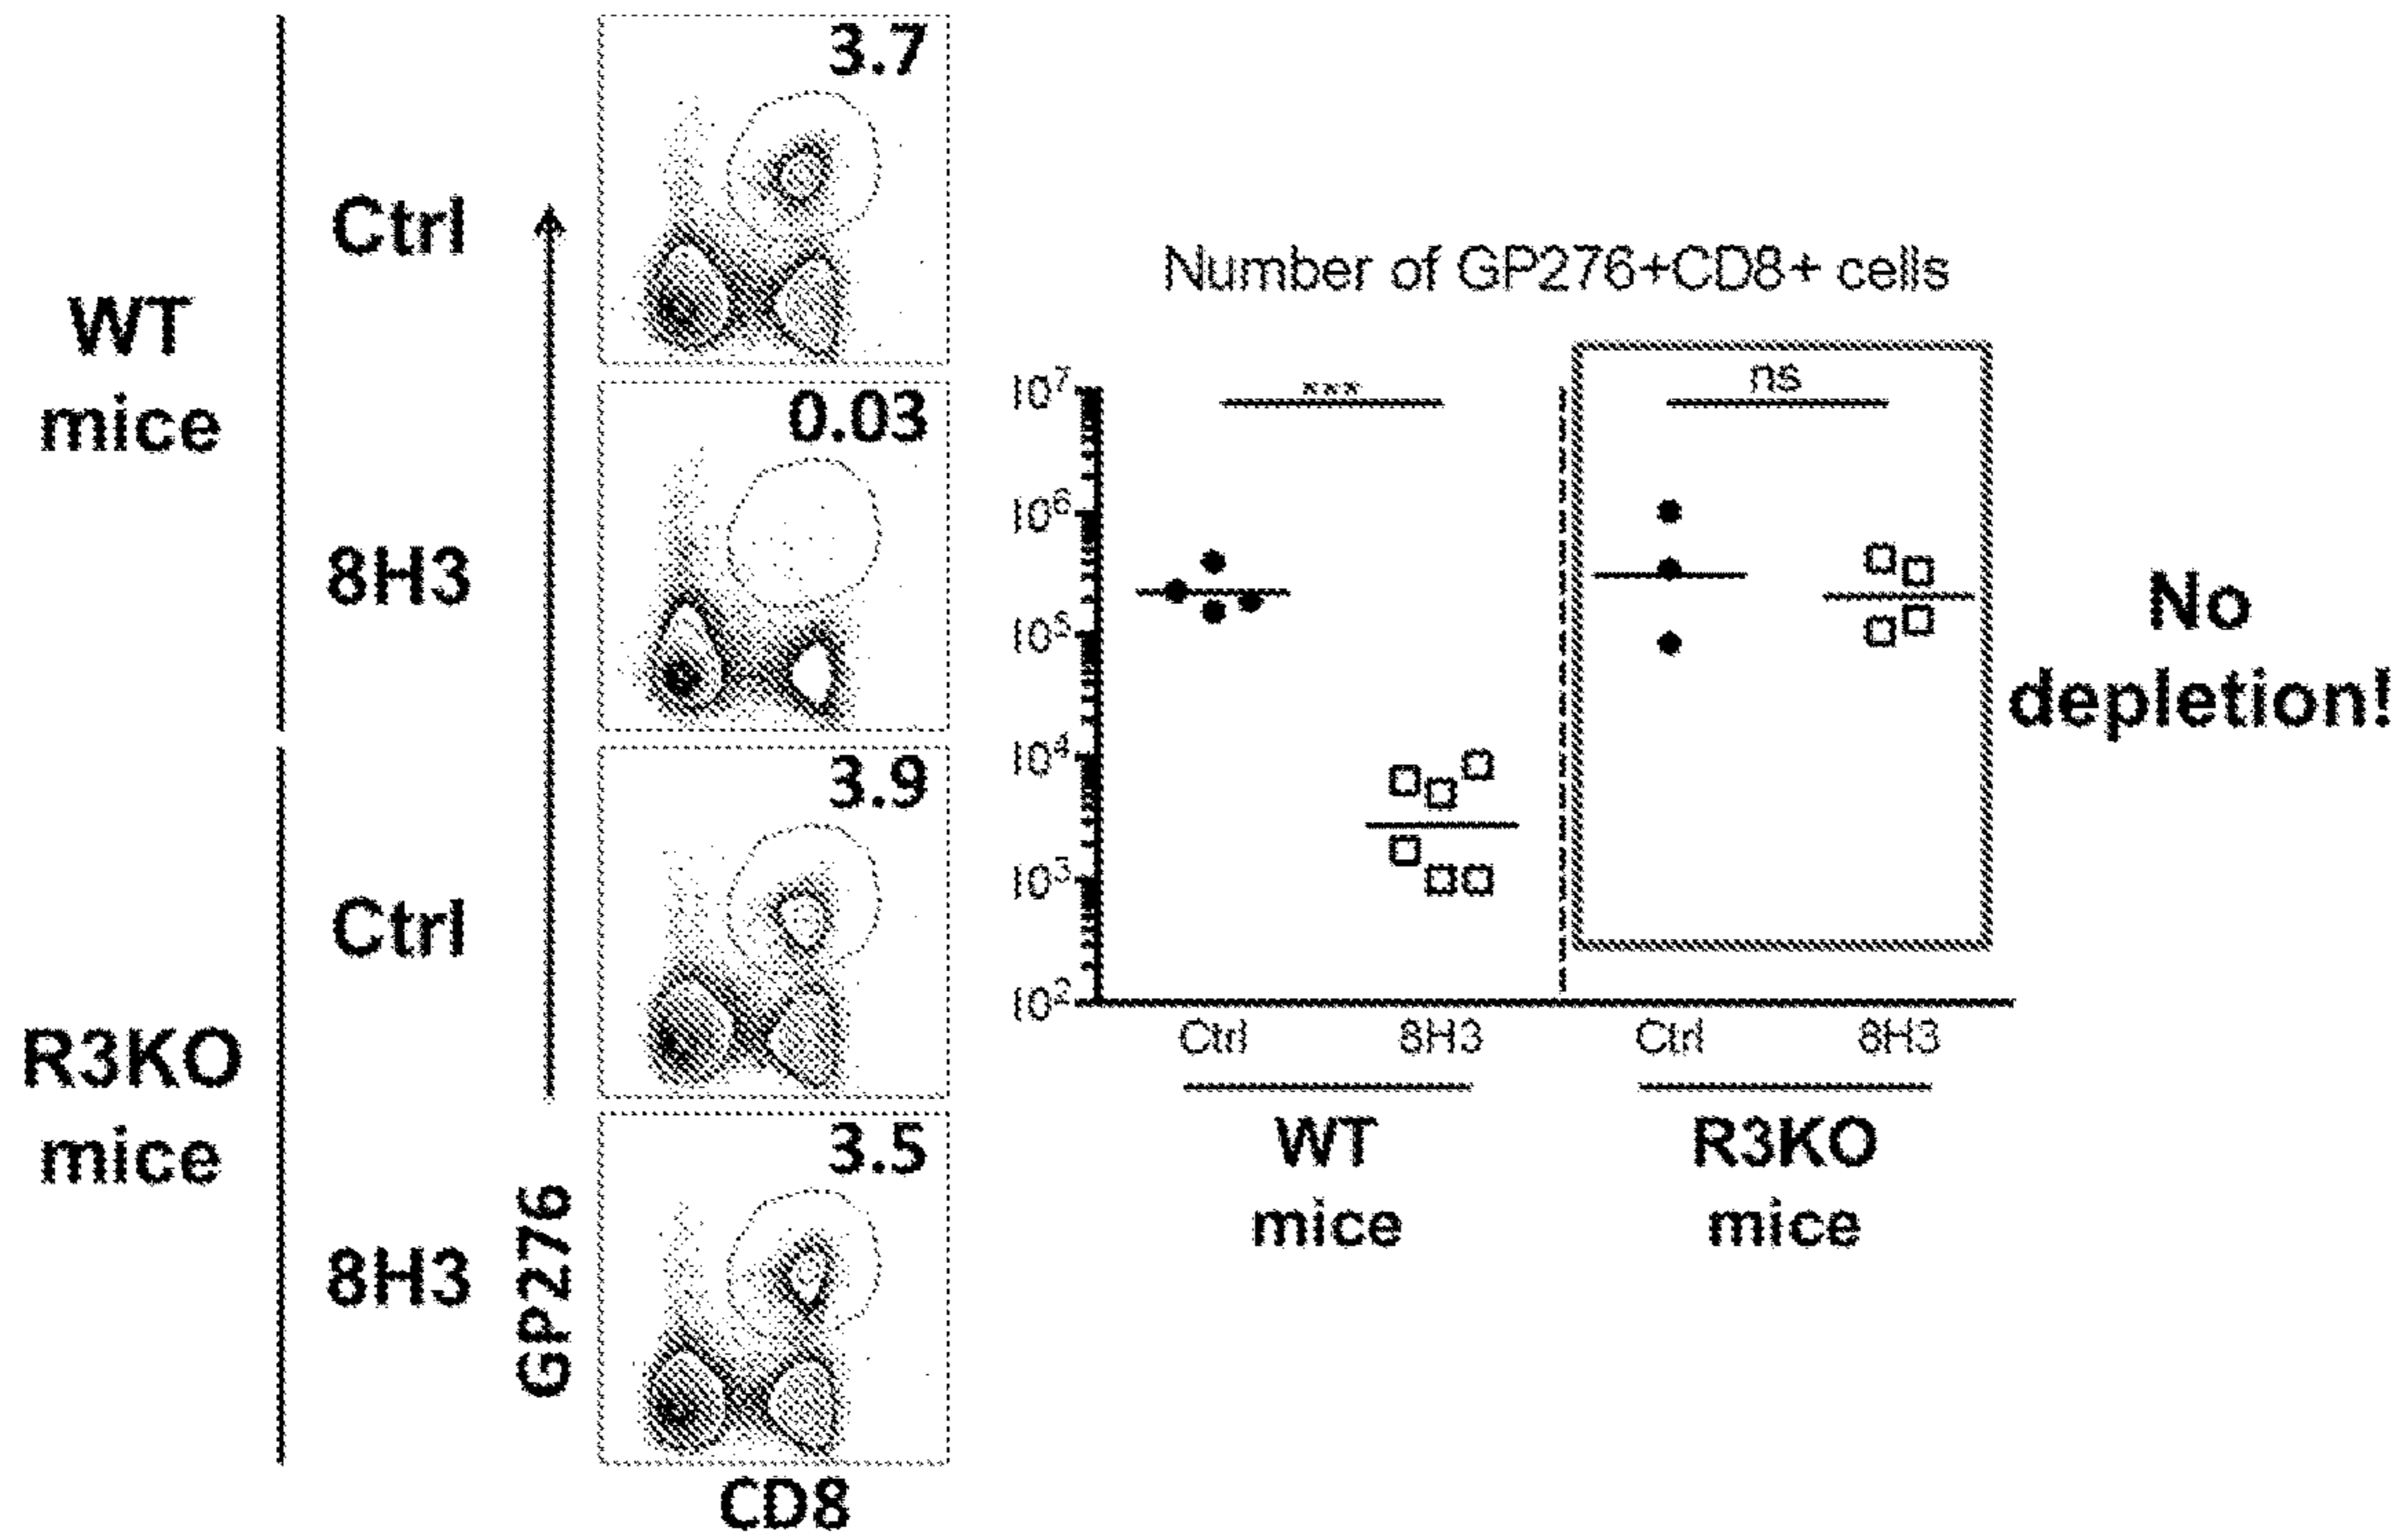 WT
mice
R3KO
mice
Ctrl
8H3
Ctrl
8H3
GP276
3.7
0.03
3.9
3.5
CD8
Number of GP276+CD8+ cells
10⁷
10⁶
10⁵
10⁴
10³
10²
***
ns
Ctrl
8H3
Ctrl
8H3
WT
mice
R3KO
mice
No
depletion!